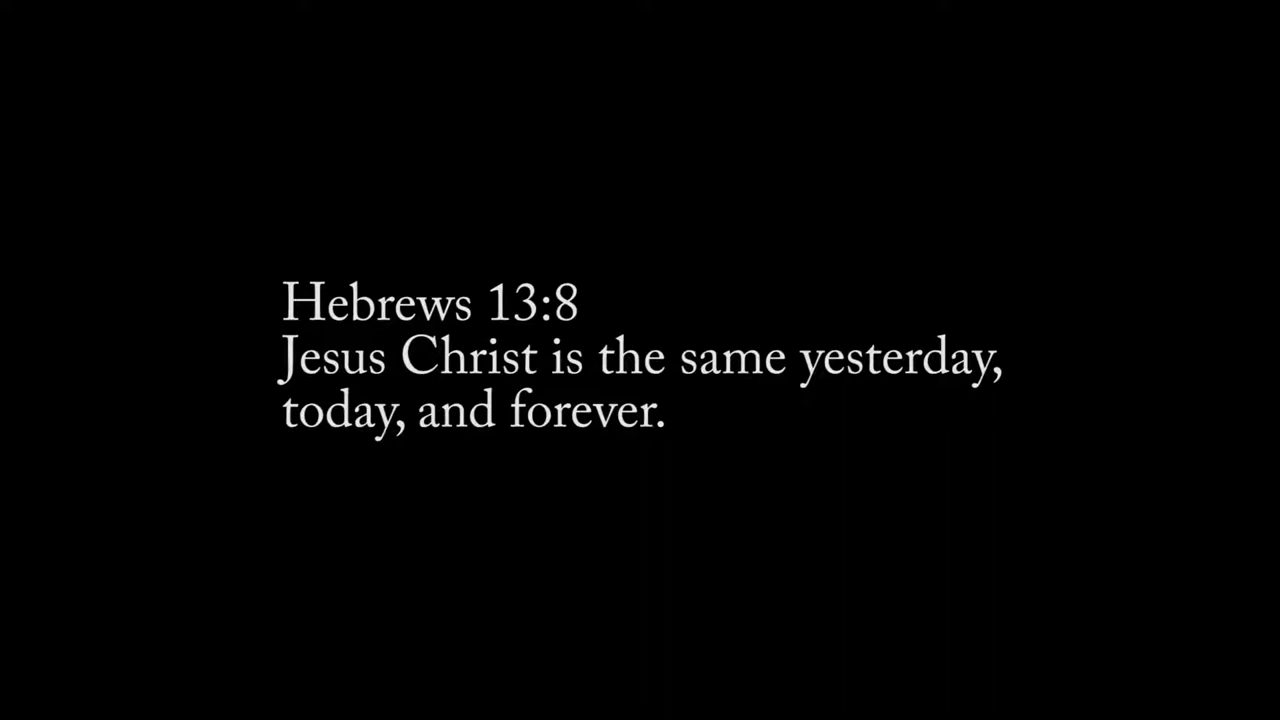 Hebrews 13:8
Jesus Christ is the same yesterday,
today, and forever.